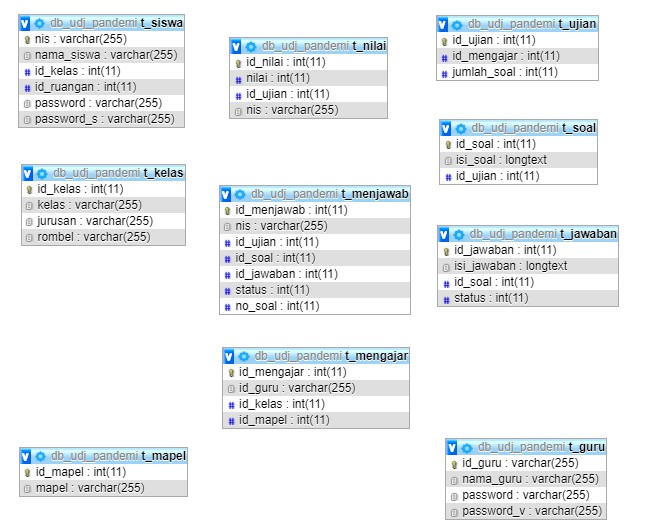 db_udj_pandemi t_siswa
nis : varchar(255)
nama_siswa : varchar(255)
id_kelas : int(11)
id_ruangan : int(11)
password : varchar(255)
password_s : varchar(255)
db_udj_pandemi t_nilai
id_nilai : int(11)
nilai : int(11)
id_ujian : int(11)
nis : varchar(255)
db_udj_pandemi t_ujian
id_ujian : int(11)
id_mengajar : int(11)
jumlah_soal : int(11)
db_udj_pandemi t_soal
id_soal : int(11)
isi_soal : longtext
id_ujian : int(11)
db_udj_pandemi t_kelas
id_kelas : int(11)
kelas : varchar(255)
jurusan : varchar(255)
rombel : varchar(255)
db_udj_pandemi t_menjawab
id_menjawab : int(11)
nis : varchar(255)
id_ujian : int(11)
id_soal : int(11)
id_jawaban : int(11)
status : int(11)
no_soal : int(11)
db_udj_pandemi t_jawaban
id_jawaban : int(11)
isi_jawaban : longtext
id_soal : int(11)
status : int(11)
db_udj_pandemi t_mengajar
id_mengajar : int(11)
id_guru : varchar(255)
id_kelas : int(11)
id_mapel : int(11)
db_udj_pandemi t_mapel
id_mapel : int(11)
mapel : varchar(255)
db_udj_pandemi t_guru
id_guru : varchar(255)
nama_guru : varchar(255)
password : varchar(255)
password_v : varchar(255)